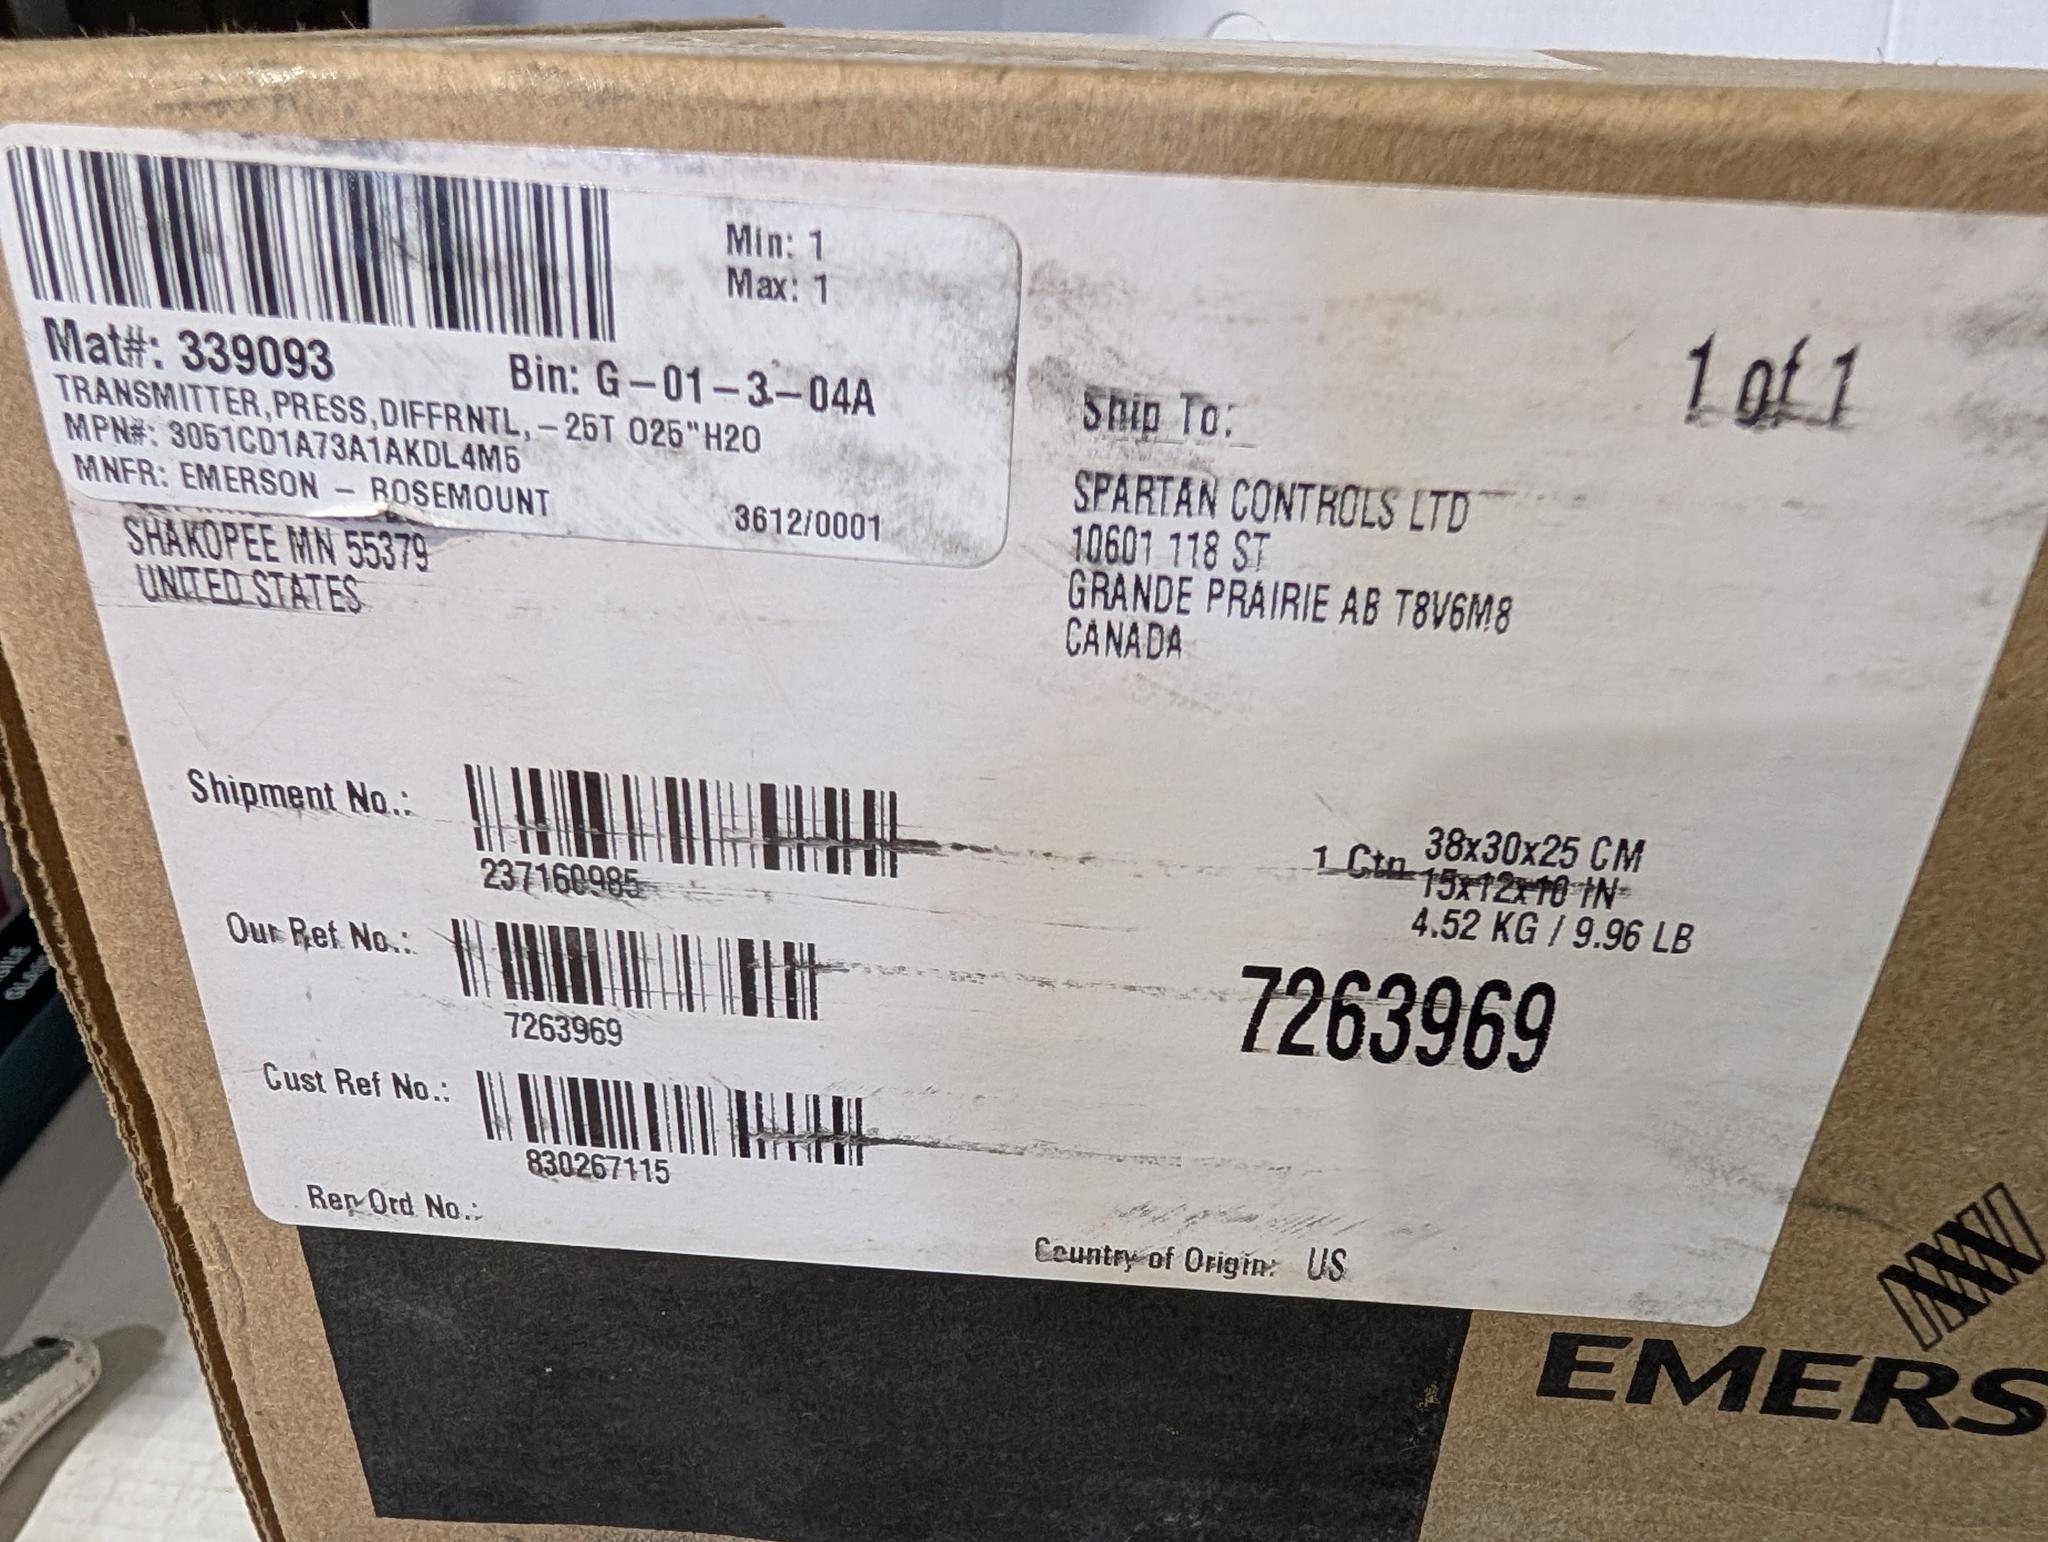 Min: 1
Max: 1
Mat#: 339093
Bin: G-01-3-04A
TRANSMITTER,PRESS,DIFFRNTL,-25T O25"H2O
MPN#: 3051CD1A73A1AKDL4M5
MNFR: EMERSON - ROSEMOUNT
3612/0001
SHAKOPEE MN 55379
UNITED STATES
1 of 1
Ship To:
SPARTAN CONTROLS LTD
10601 118 ST
GRANDE PRAIRIE AB T8V6M8
CANADA
Shipment No.:
237160985
1 Ctn
38x30x25 CM
15x12x10 IN
4.52 KG / 9.96 LB
Our Ref No.:
7263969
7263969
Cust Ref No.:
830267115
Rep Ord No.:
Country of Origin: US
EMERS